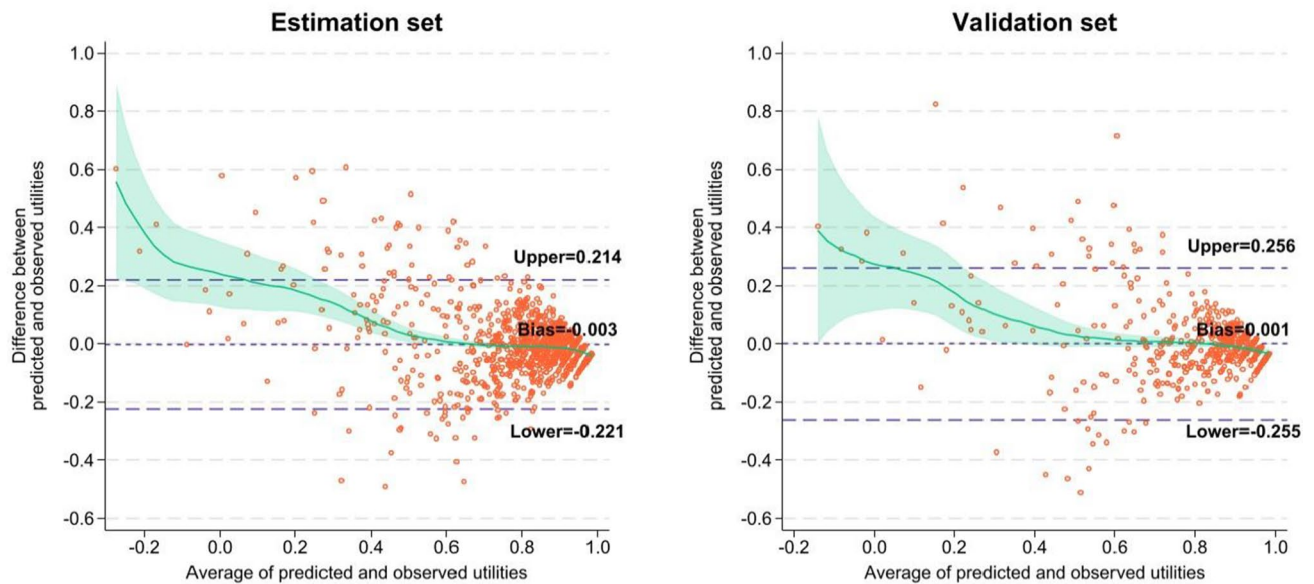 Estimation set
Difference between
predicted and observed utilities
1.0
0.8
0.6
0.4
0.2
0.0
-0.2
-0.4
-0.6
Upper=0.214
Bias=-0.003
Lower=-0.221
-0.2 0.0 0.2 0.4 0.6 0.8 1.0
Average of predicted and observed utilities
Validation set
Difference between
predicted and observed utilities
1.0
0.8
0.6
0.4
0.2
0.0
-0.2
-0.4
-0.6
Upper=0.256
Bias=0.001
Lower=-0.255
-0.2 0.0 0.2 0.4 0.6 0.8 1.0
Average of predicted and observed utilities